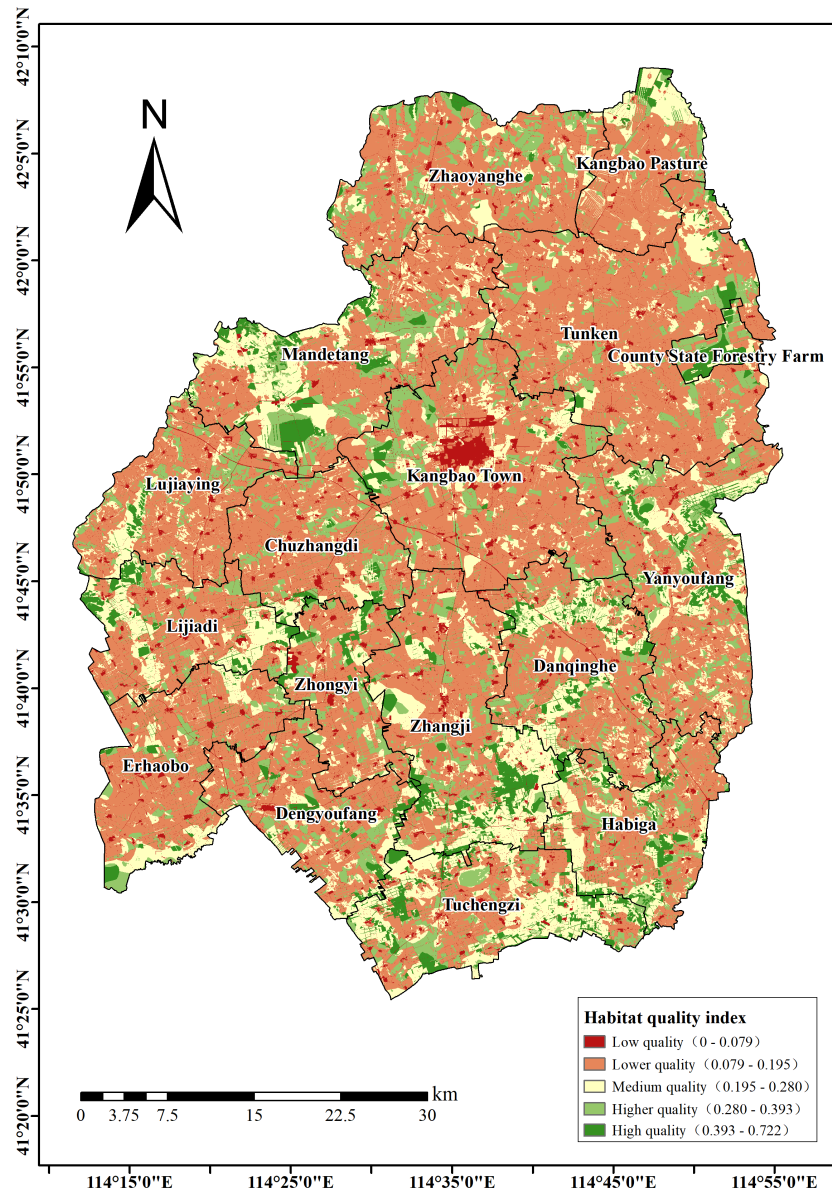 42°10'0"N
N
42°5'0"N
Kangbao Pasture
Zhaoyanghe
42°0'0"N
Tunken
Mandetang
County State Forestry Farm
41°55'0"N
41°50'0"N
Kangbao Town
Lujiaying
Chuzhangdi
41°45'0"N
Yanyoufang
Lijiadi
Danqinghe
41°40'0"N
Zhongyi
Zhangji
Erhaobo
41°35'0"N
Dengyoufang
Habiga
41°30'0"N
Tuchengzi
41°25'0"N
Habitat quality index
Low quality（0 - 0.079）
Lower quality（0.079 - 0.195）
Medium quality（0.195 - 0.280）
Higher quality（0.280 - 0.393）
High quality（0.393 - 0.722）
km
0 3.75 7.5 15 22.5 30
41°20'0"N
114°15'0"E 114°25'0"E 114°35'0"E 114°45'0"E 114°55'0"E